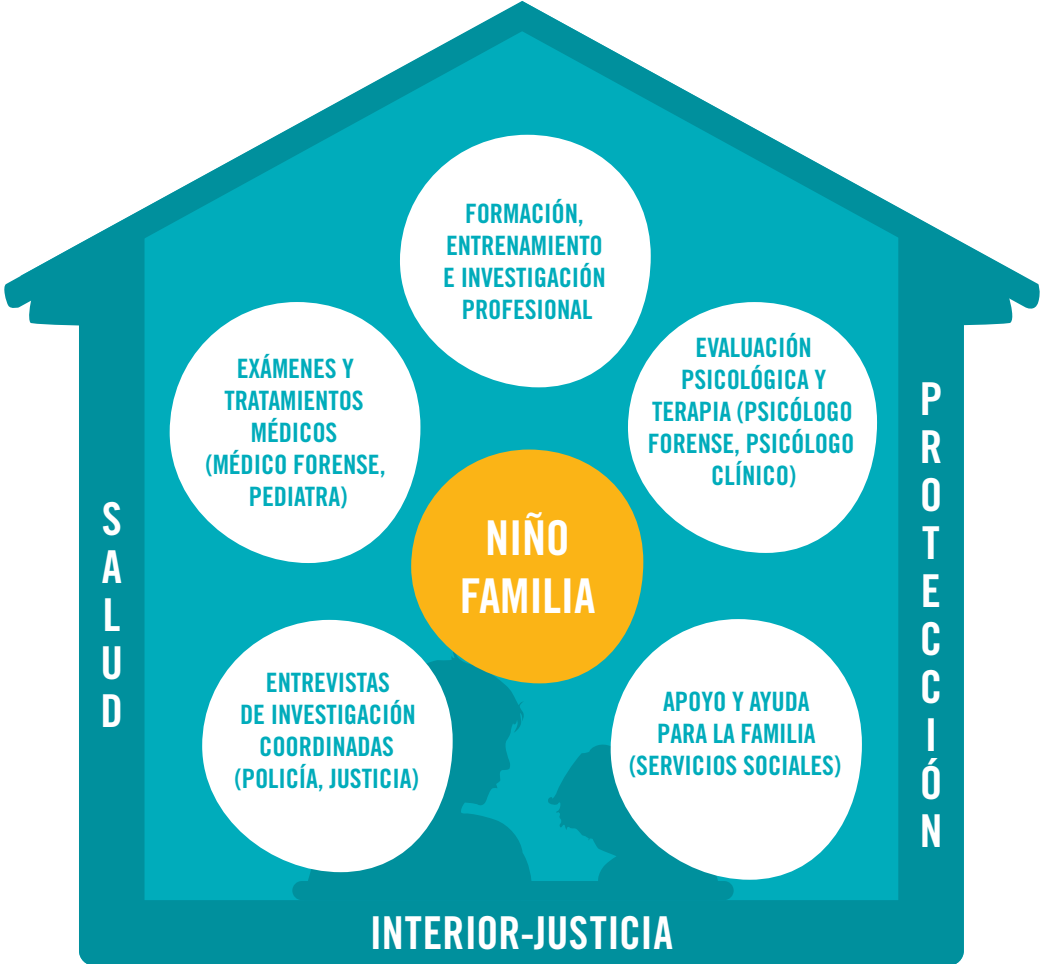 FORMACIÓN,
ENTRENAMIENTO
E INVESTIGACIÓN
PROFESIONAL
EXÁMENES Y
TRATAMIENTOS
MÉDICOS
(MÉDICO FORENSE,
PEDIATRA)
EVALUACIÓN
PSICOLÓGICA Y
TERAPIA (PSICÓLOGO
FORENSE, PSICÓLOGO
CLÍNICO)
NIÑO
FAMILIA
ENTREVISTAS
DE INVESTIGACIÓN
COORDINADAS
(POLICÍA, JUSTICIA)
APOYO Y AYUDA
PARA LA FAMILIA
(SERVICIOS SOCIALES)
SALUD
PROTECCIÓN
INTERIOR-JUSTICIA